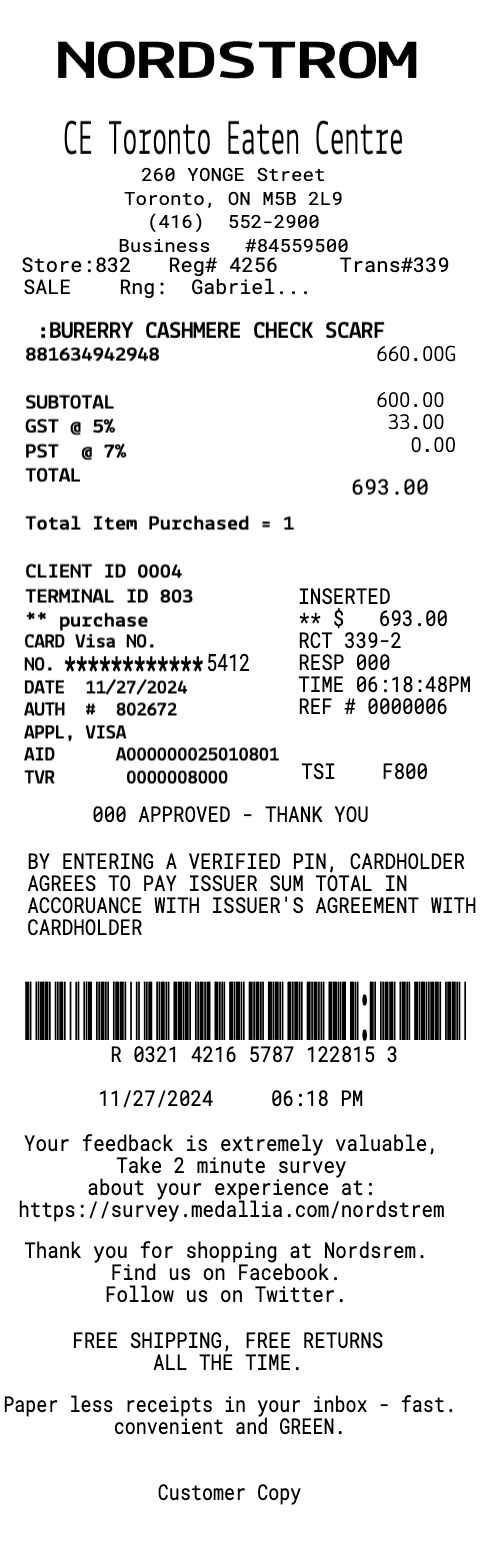 NORDSTROM
CE Toronto Eaten Centre
260 YONGE Street
Toronto, ON M5B 2L9
(416) 552-2900
Business #84559500
Store:832 Reg# 4256 Trans#339
SALE Rng: Gabriel...
:BURERRY CASHMERE CHECK SCARF
881634942948 660.00G
SUBTOTAL 600.00
GST @ 5% 33.00
PST @ 7% 0.00
TOTAL 693.00
Total Item Purchased = 1
CLIENT ID 0004
TERMINAL ID 803 INSERTED
** purchase ** $ 693.00
CARD Visa NO. RCT 339-2
NO. ************5412 RESP 000
DATE 11/27/2024 TIME 06:18:48PM
AUTH # 802672 REF # 0000006
APPL, VISA
AID A000000025010801
TVR 0000008000 TSI F800
000 APPROVED - THANK YOU
BY ENTERING A VERIFIED PIN, CARDHOLDER
AGREES TO PAY ISSUER SUM TOTAL IN
ACCORUANCE WITH ISSUER'S AGREEMENT WITH
CARDHOLDER
R 0321 4216 5787 122815 3
11/27/2024 06:18 PM
Your feedback is extremely valuable,
Take 2 minute survey
about your experience at:
https://survey.medallia.com/nordstrem
Thank you for shopping at Nordsrem.
Find us on Facebook.
Follow us on Twitter.
FREE SHIPPING, FREE RETURNS
ALL THE TIME.
Paper less receipts in your inbox - fast.
convenient and GREEN.
Customer Copy